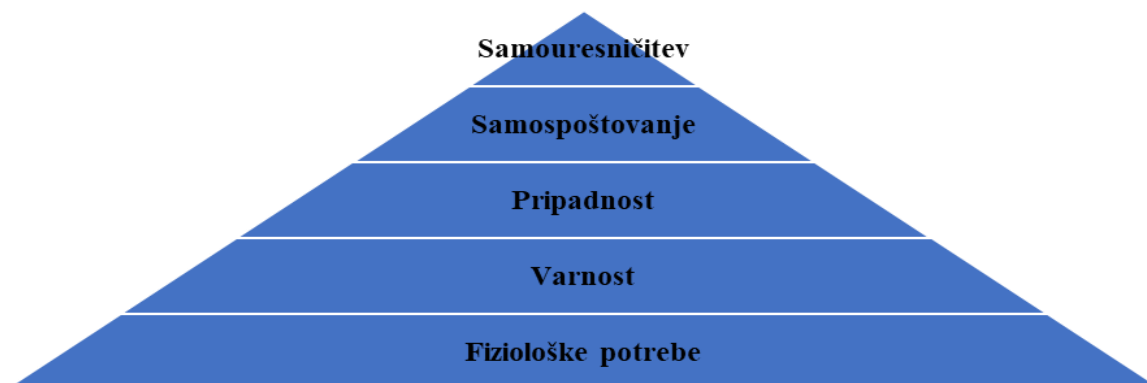 Samouresničitev
Samospoštovanje
Pripadnost
Varnost
Fiziološke potrebe